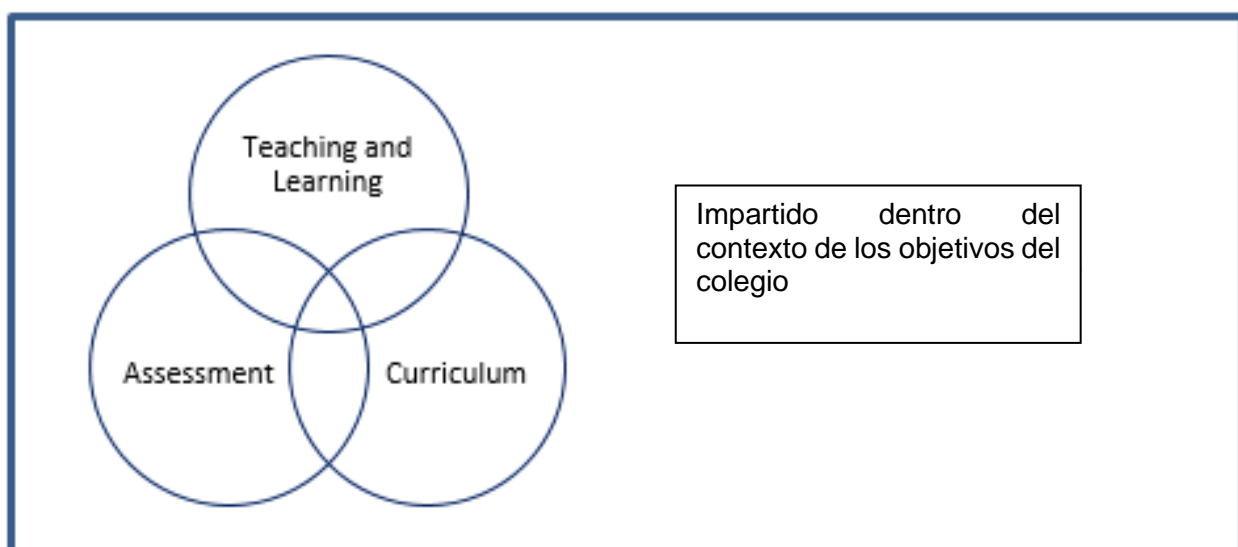 Teaching and
Learning
Assessment
Curriculum
Impartido dentro del
contexto de los objetivos del
colegio